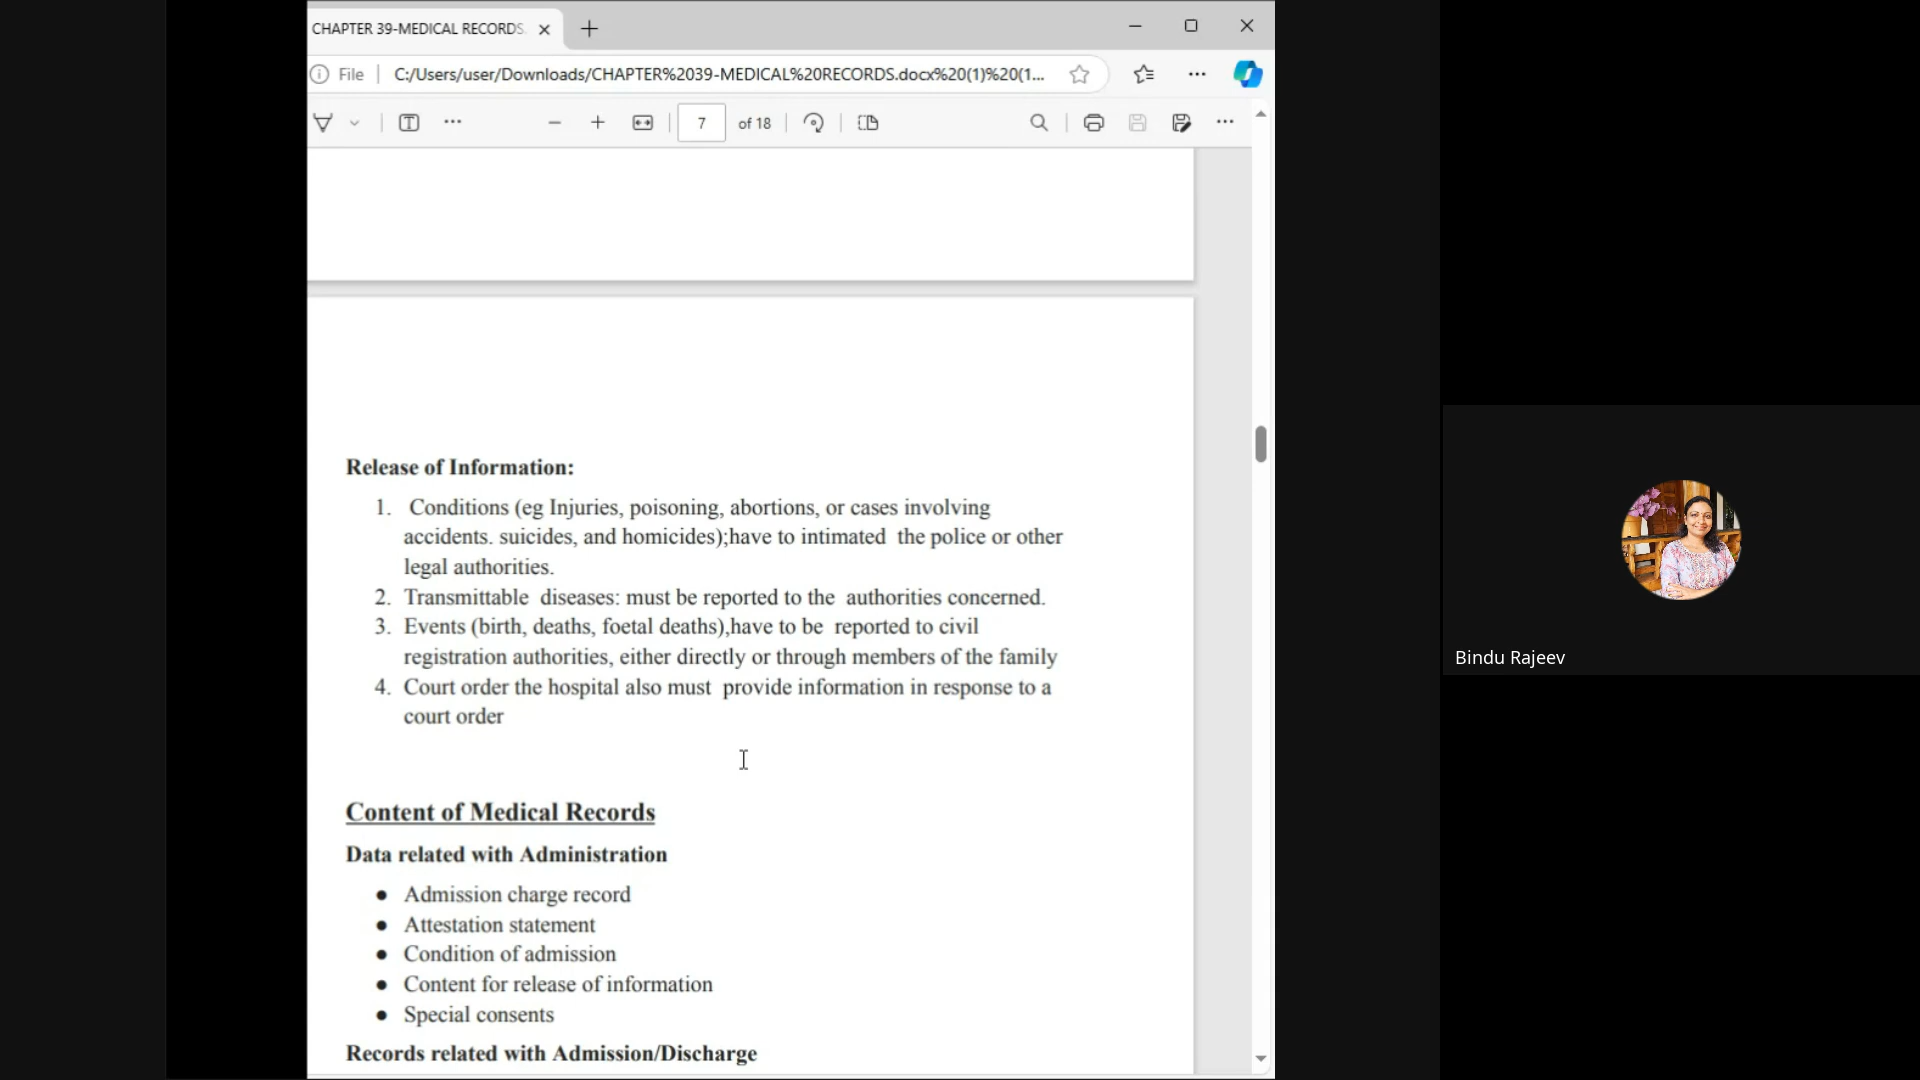 CHAPTER 39-MEDICAL RECORDS
File
C:/Users/user/Downloads/CHAPTER%2039-MEDICAL%20RECORDS.docx%20(1)%20(1...
7 of 18
Release of Information:
1. Conditions (eg Injuries, poisoning, abortions, or cases involving
accidents. suicides, and homicides);have to intimated the police or other
legal authorities.
2. Transmittable diseases: must be reported to the authorities concerned.
3. Events (birth, deaths, foetal deaths),have to be reported to civil
registration authorities, either directly or through members of the family
4. Court order the hospital also must provide information in response to a
court order
Content of Medical Records
Data related with Administration
● Admission charge record
● Attestation statement
● Condition of admission
● Content for release of information
● Special consents
Records related with Admission/Discharge
Bindu Rajeev